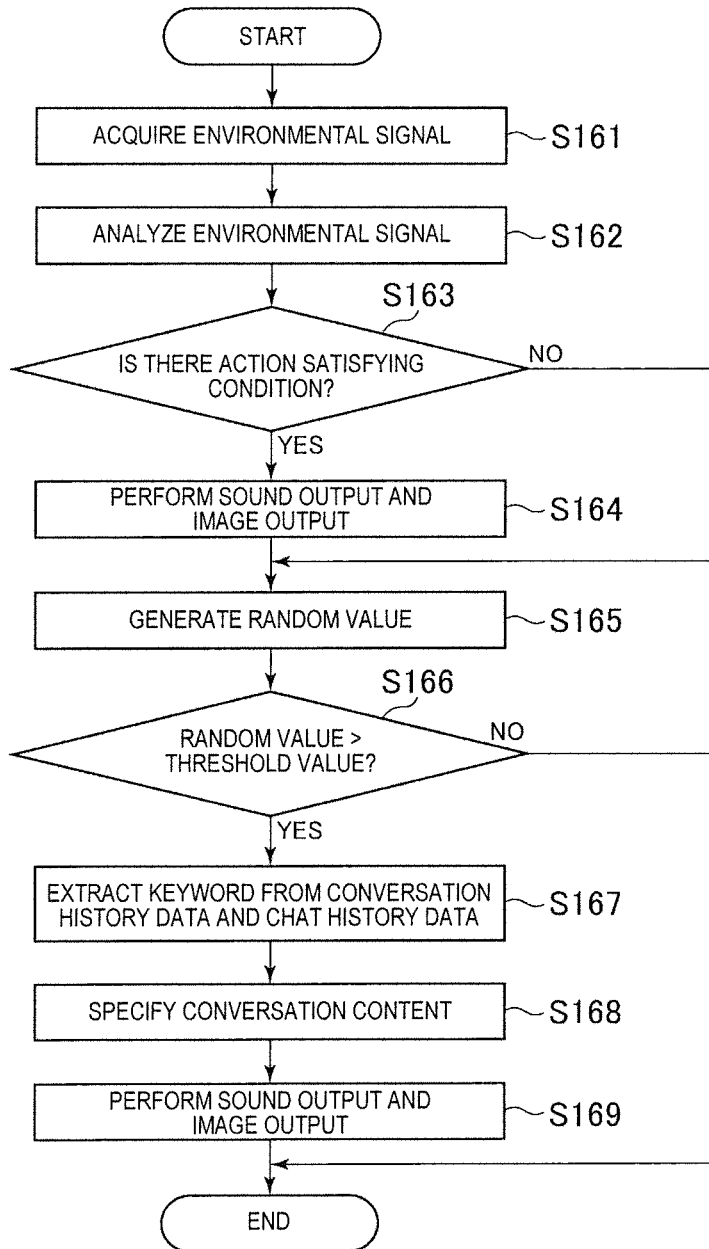 START
ACQUIRE ENVIRONMENTAL SIGNAL
S161
ANALYZE ENVIRONMENTAL SIGNAL
S162
S163
IS THERE ACTION SATISFYING
CONDITION?
NO
YES
PERFORM SOUND OUTPUT AND
IMAGE OUTPUT
S164
GENERATE RANDOM VALUE
S165
S166
RANDOM VALUE >
THRESHOLD VALUE?
NO
YES
EXTRACT KEYWORD FROM CONVERSATION
HISTORY DATA AND CHAT HISTORY DATA
S167
SPECIFY CONVERSATION CONTENT
S168
PERFORM SOUND OUTPUT AND
IMAGE OUTPUT
S169
END